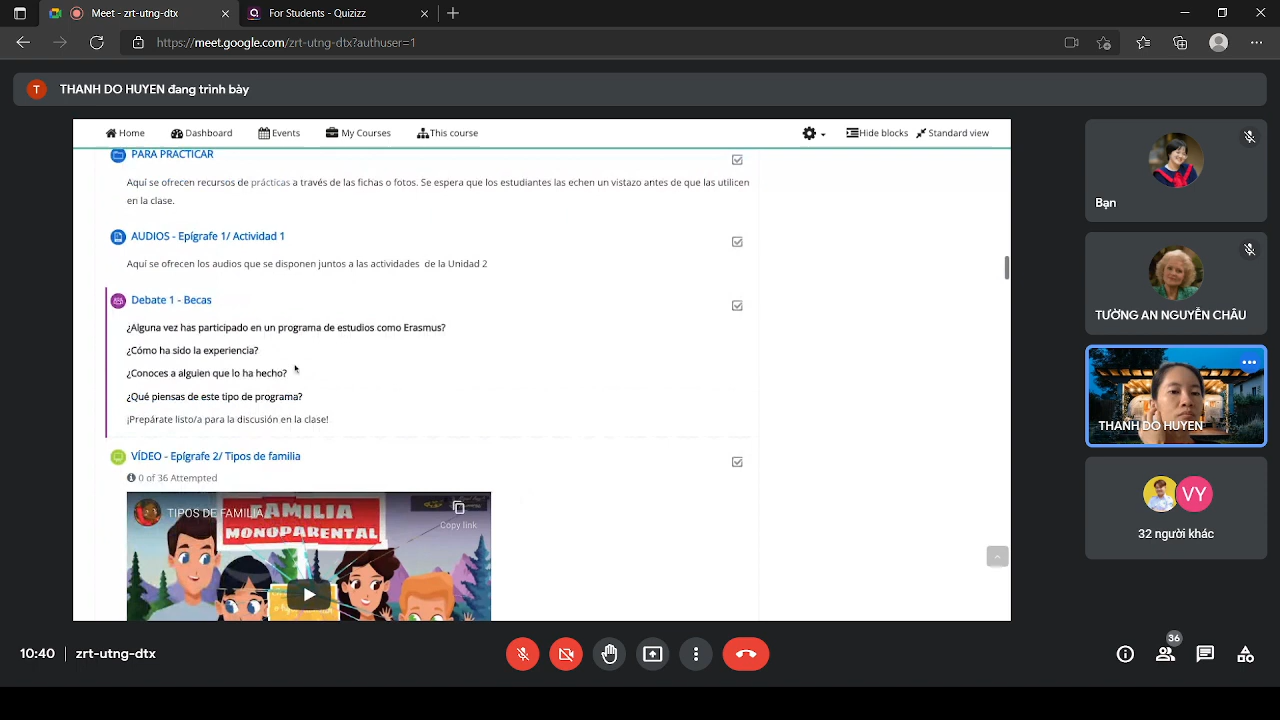 Meet - zrt-utng-dtx
For Students - Quizizz
https://meet.google.com/zrt-utng-dtx?authuser=1
T THANH DO HUYEN đang trình bày
Home Dashboard Events My Courses This course Hide blocks Standard view
PARA PRACTICAR
Aquí se ofrecen recursos de prácticas a través de las fichas o fotos. Se espera que los estudiantes las echen un vistazo antes de que las utilicen
en la clase.
AUDIOS - Epígrafe 1/ Actividad 1
Aquí se ofrecen los audios que se disponen juntos a las actividades de la Unidad 2
Debate 1 - Becas
¿Alguna vez has participado en un programa de estudios como Erasmus?
¿Cómo ha sido la experiencia?
¿Conoces a alguien que lo ha hecho?
¿Qué piensas de este tipo de programa?
¡Prepárate listo/a para la discusión en la clase!
VÍDEO - Epígrafe 2/ Tipos de familia
0 of 36 Attempted
TIPOS DE FAMILIA
FAMILIA
MONOPARENTAL
Copy link
Bạn
TƯỜNG AN NGUYỄN CHÂU
THANH DO HUYEN
VY
32 người khác
10:40 zrt-utng-dtx
36